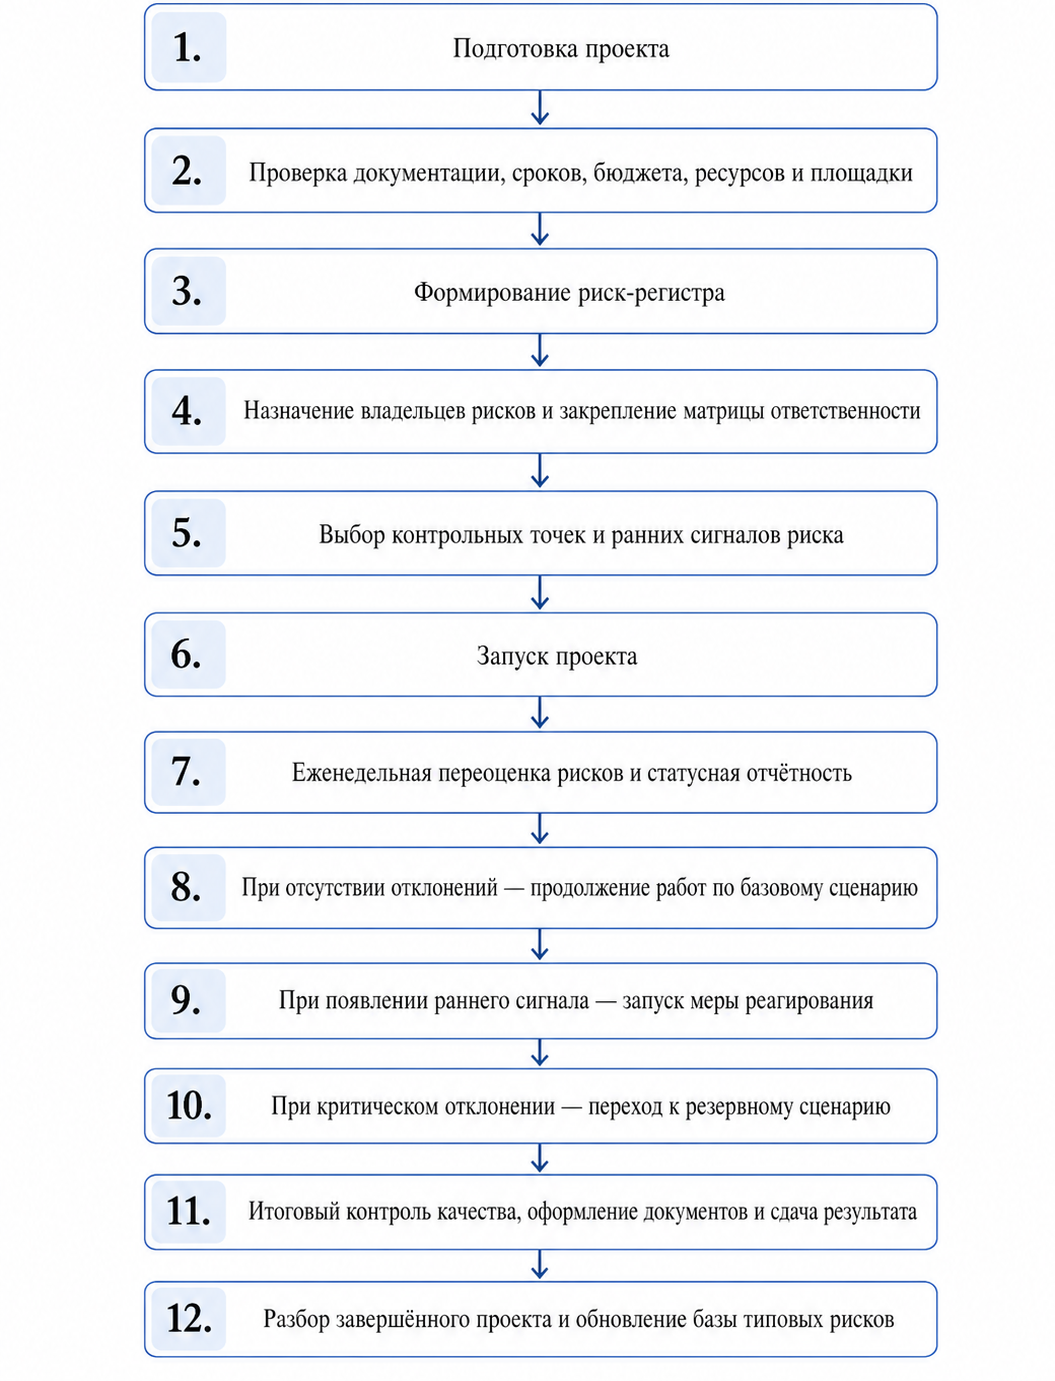 1. Подготовка проекта
2. Проверка документации, сроков, бюджета, ресурсов и площадки
3. Формирование риск-регистра
4. Назначение владельцев рисков и закрепление матрицы ответственности
5. Выбор контрольных точек и ранних сигналов риска
6. Запуск проекта
7. Еженедельная переоценка рисков и статусная отчётность
8. При отсутствии отклонений — продолжение работ по базовому сценарию
9. При появлении раннего сигнала — запуск меры реагирования
10. При критическом отклонении — переход к резервному сценарию
11. Итоговый контроль качества, оформление документов и сдача результата
12. Разбор завершённого проекта и обновление базы типовых рисков